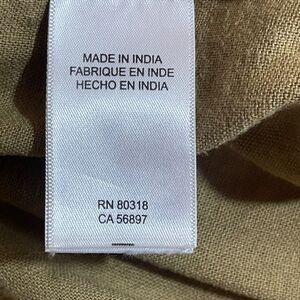 MADE IN INDIA
FABRIQUE EN INDE
HECHO EN INDIA
RN 80318
CA 56897